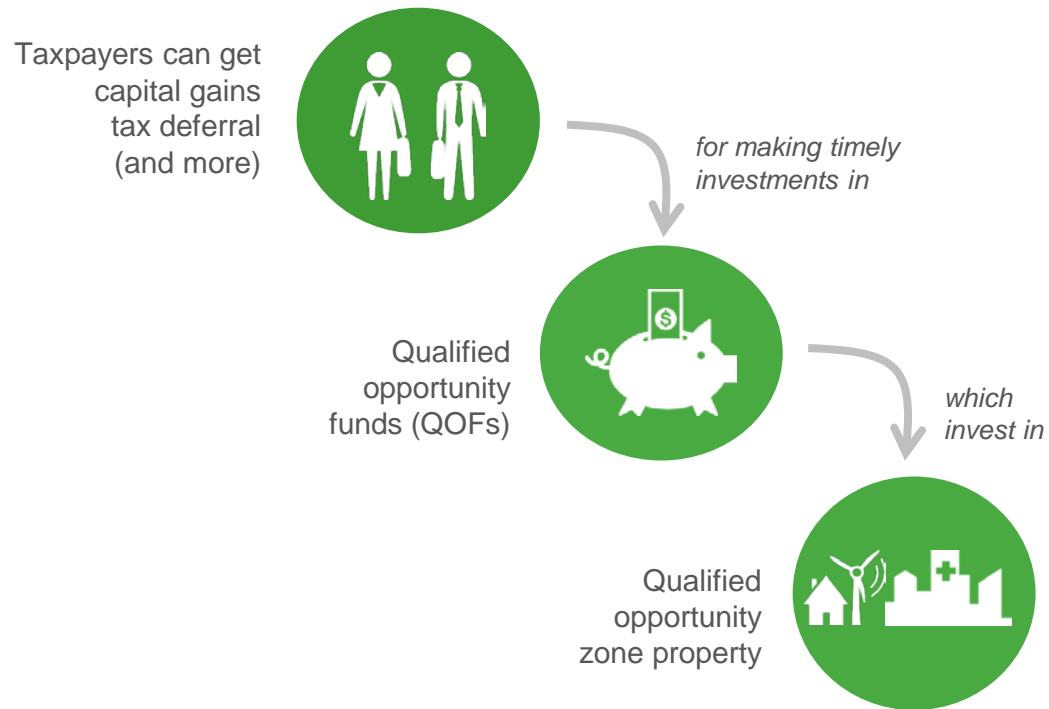 Taxpayers can get
capital gains
tax deferral
(and more)
for making timely
investments in
$
Qualified
opportunity
funds (QOFs)
which
invest in
Qualified
opportunity
zone property